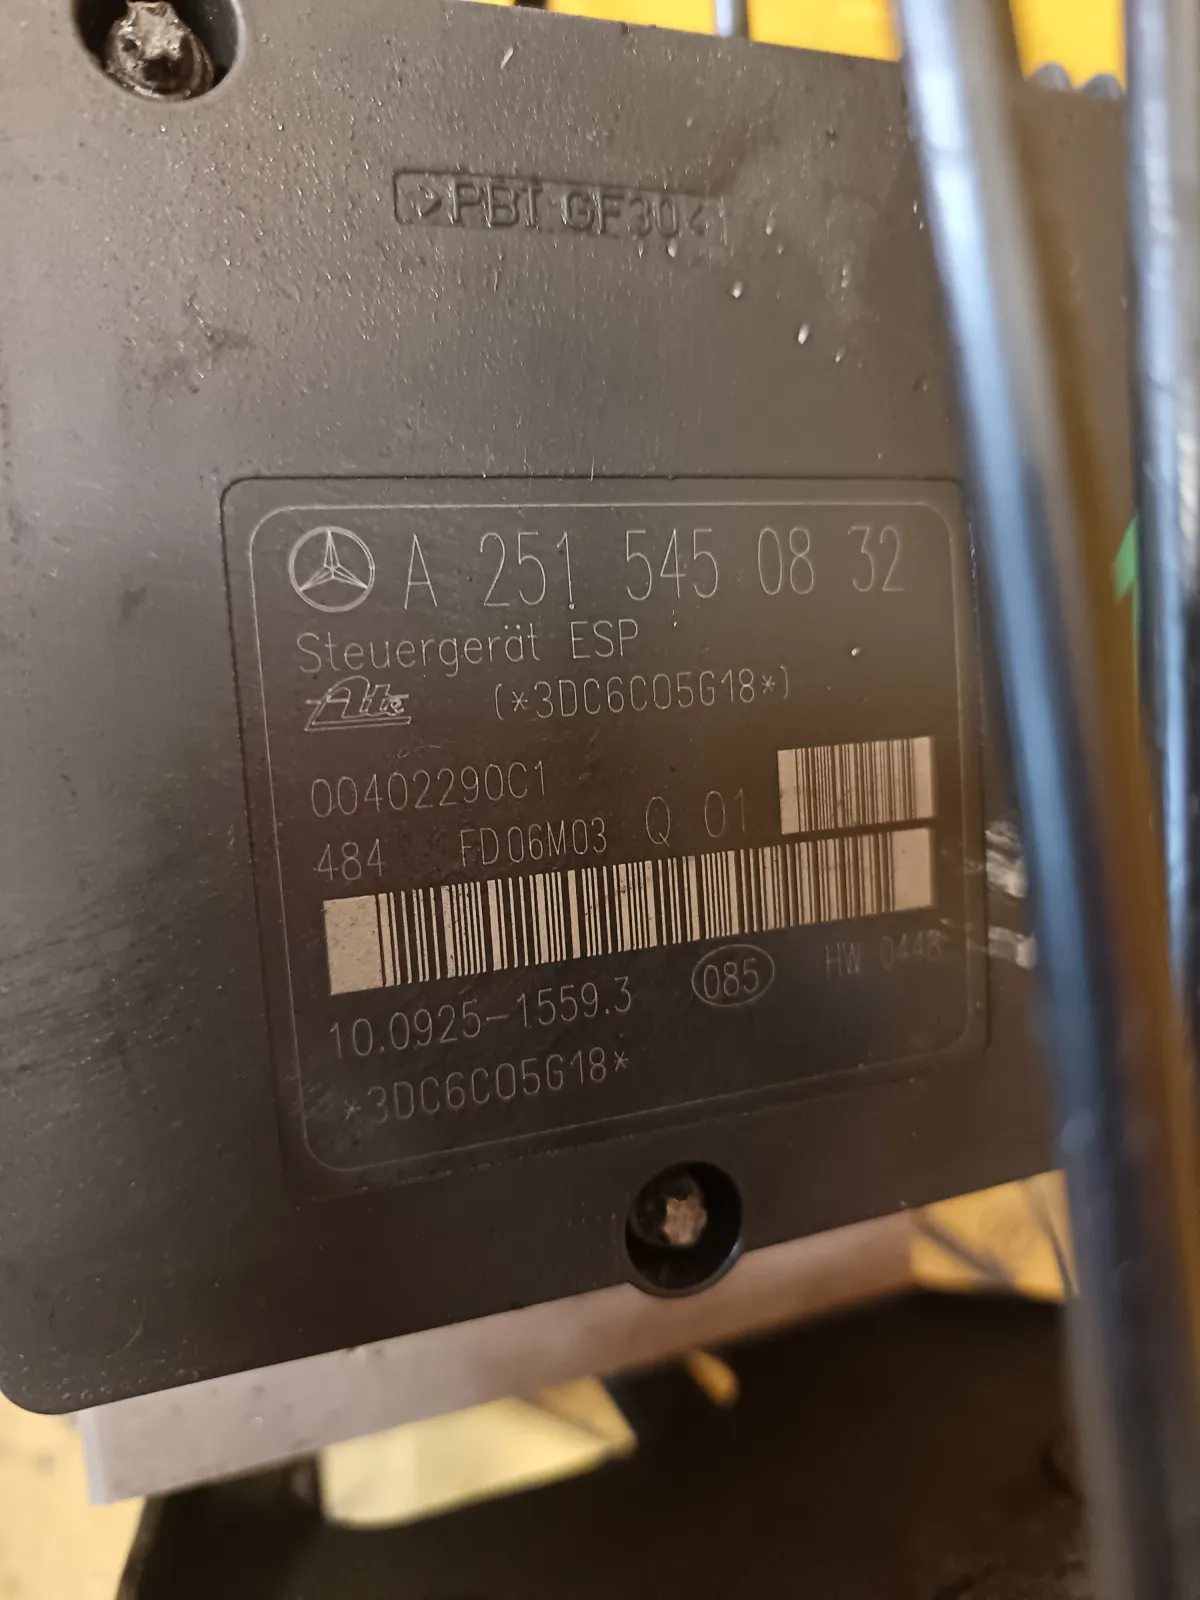 >PBT GF30<
A 251 545 08 32
Steuergerät ESP
Ate (*3DC6C05G18*)
00402290C1
484 FD06M03 Q 01
10.0925-1559.3 085 HW 0448
*3DC6C05G18*